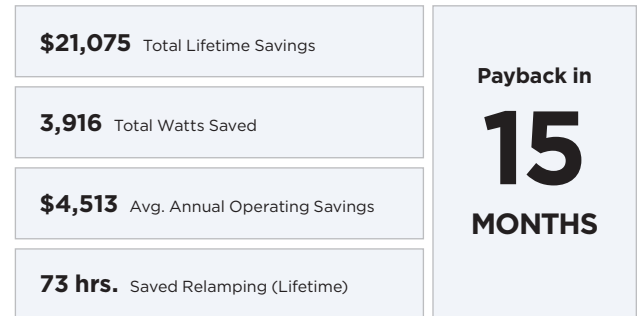 $21,075 Total Lifetime Savings
3,916 Total Watts Saved
$4,513 Avg. Annual Operating Savings
73 hrs. Saved Relamping (Lifetime)
Payback in
15
MONTHS